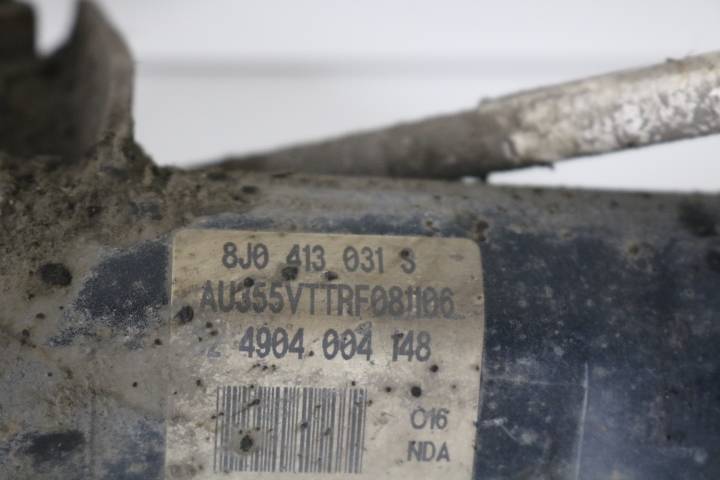 8J0 413 031 S
AU355VTTRF081106
2 4904 004 148
016
NDA